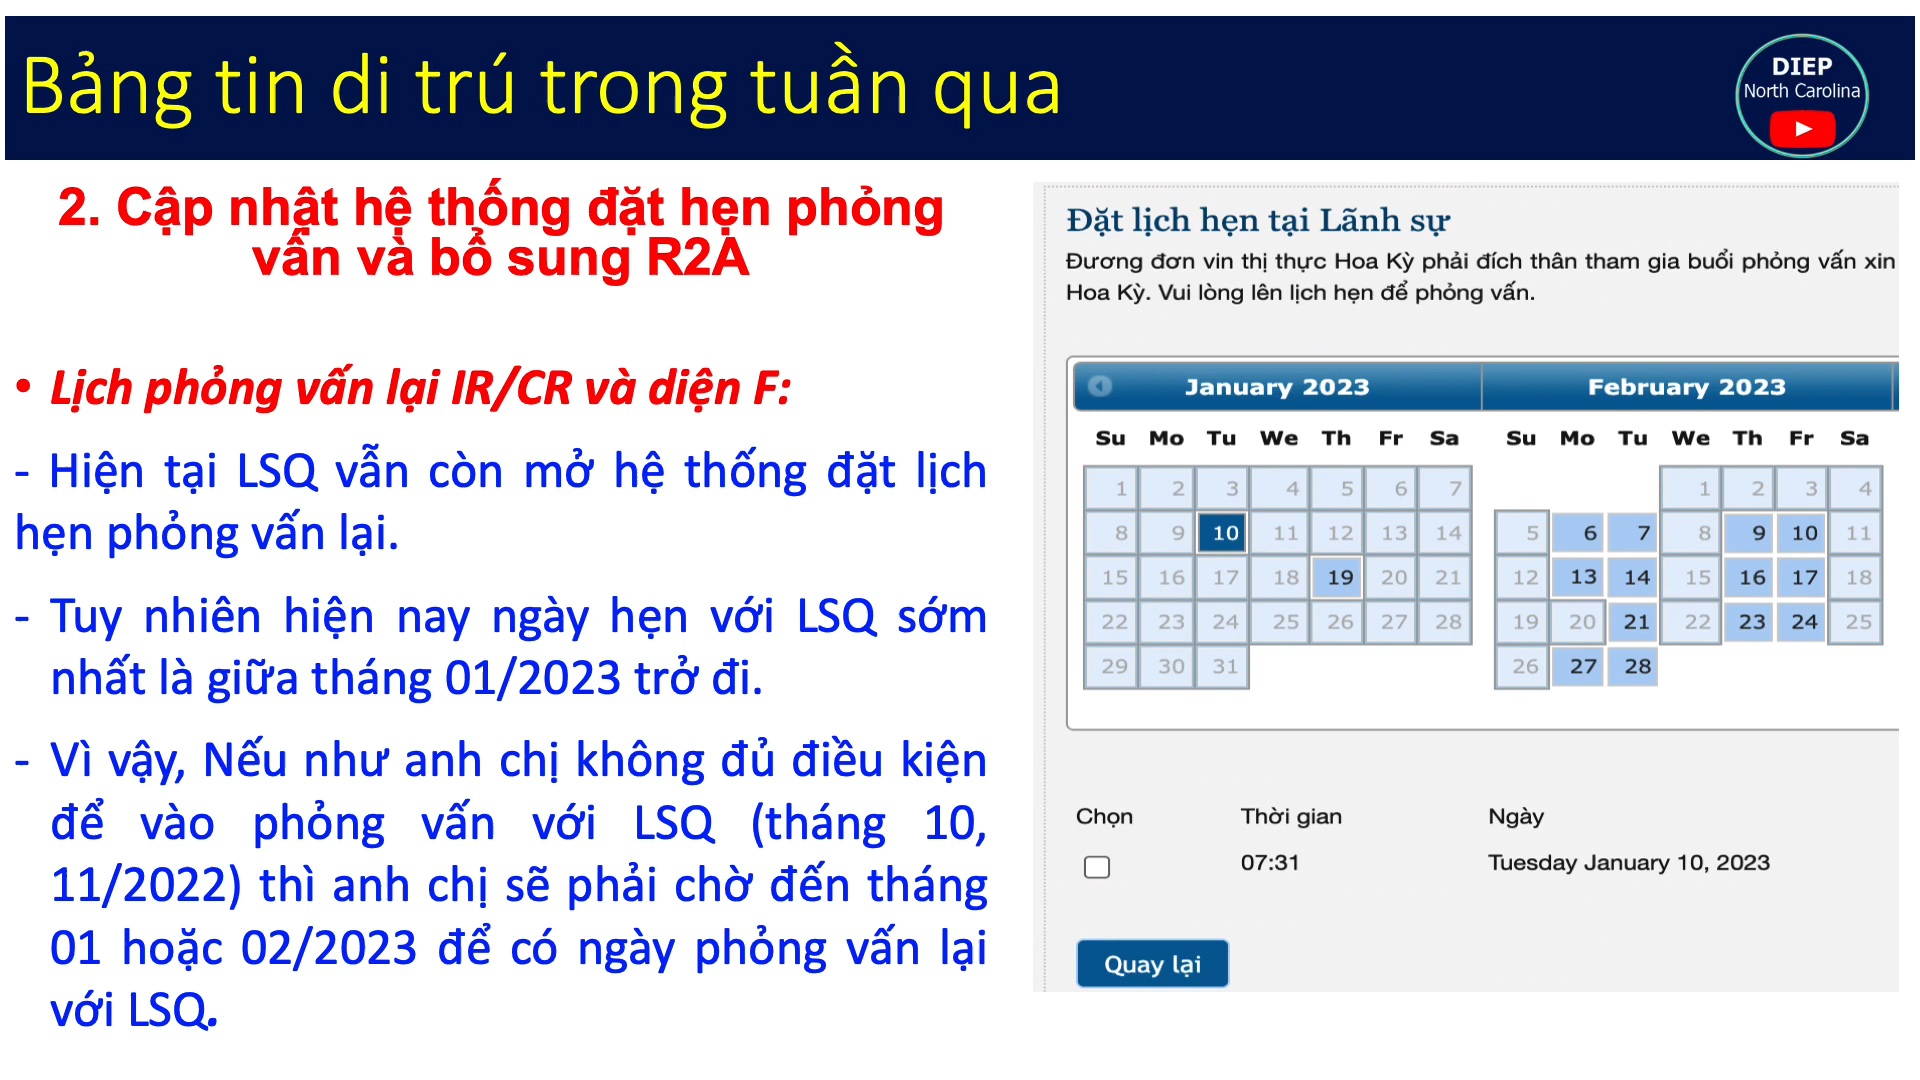 Bảng tin di trú trong tuần qua
DIEP
North Carolina
2. Cập nhật hệ thống đặt hẹn phỏng
vấn và bổ sung R2A
• Lịch phỏng vấn lại IR/CR và diện F:
- Hiện tại LSQ vẫn còn mở hệ thống đặt lịch
hẹn phỏng vấn lại.
- Tuy nhiên hiện nay ngày hẹn với LSQ sớm
nhất là giữa tháng 01/2023 trở đi.
- Vì vậy, Nếu như anh chị không đủ điều kiện
để vào phỏng vấn với LSQ (tháng 10,
11/2022) thì anh chị sẽ phải chờ đến tháng
01 hoặc 02/2023 để có ngày phỏng vấn lại
với LSQ.
Đặt lịch hẹn tại Lãnh sự
Đương đơn vin thị thực Hoa Kỳ phải đích thân tham gia buổi phỏng vấn xin
Hoa Kỳ. Vui lòng lên lịch hẹn để phỏng vấn.
January 2023
Su Mo Tu We Th Fr Sa
1 2 3 4 5 6 7
8 9 10 11 12 13 14
15 16 17 18 19 20 21
22 23 24 25 26 27 28
29 30 31
February 2023
Su Mo Tu We Th Fr Sa
1 2 3 4
5 6 7 8 9 10 11
12 13 14 15 16 17 18
19 20 21 22 23 24 25
26 27 28
Chọn Thời gian Ngày
07:31 Tuesday January 10, 2023
Quay lại